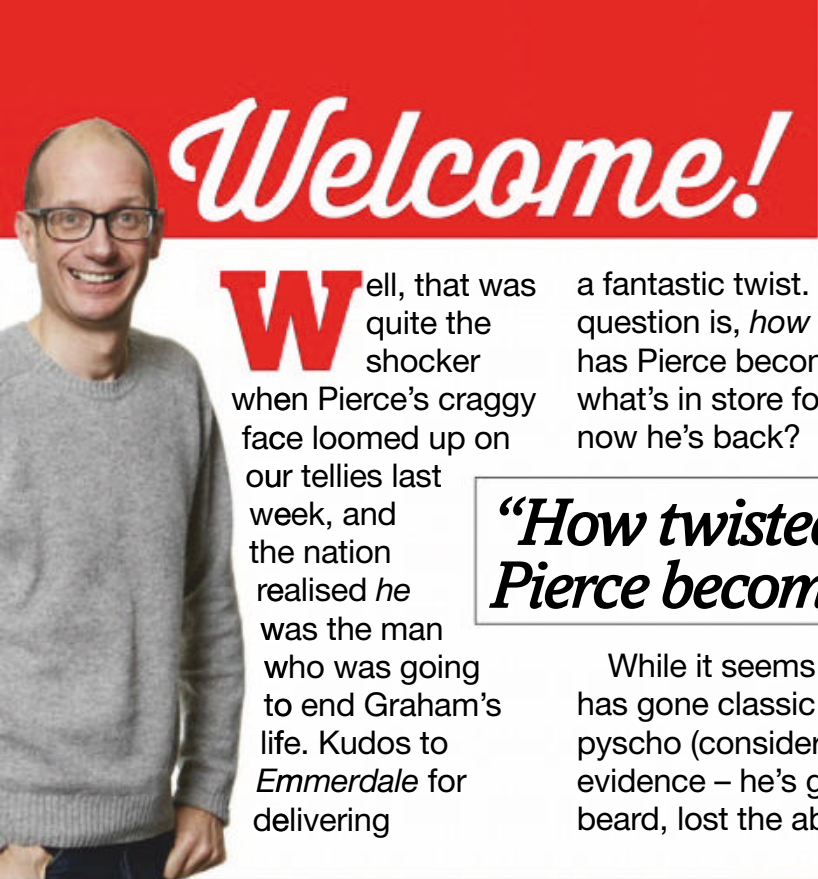 Welcome!
Well, that was
quite the
shocker
when Pierce's craggy
face loomed up on
our tellies last
week, and
the nation
realised he
was the man
who was going
to end Graham's
life. Kudos to
Emmerdale for
delivering
a fantastic twist.
question is, how
has Pierce
what's in store
now he's back?
"How
Pierce
While it seems
has gone classic
pyscho
evidence – he's
beard, lost the